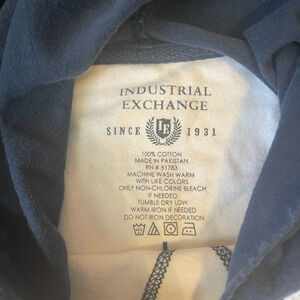 INDUSTRIAL
EXCHANGE
SINCE IE 1931
100% COTTON
MADE IN PAKISTAN
RN# 51763
MACHINE WASH WARM
WITH LIKE COLORS
ONLY NON-CHLORINE BLEACH
IF NEEDED
TUMBLE DRY LOW
WARM IRON IF NEEDED
DO NOT IRON DECORATION